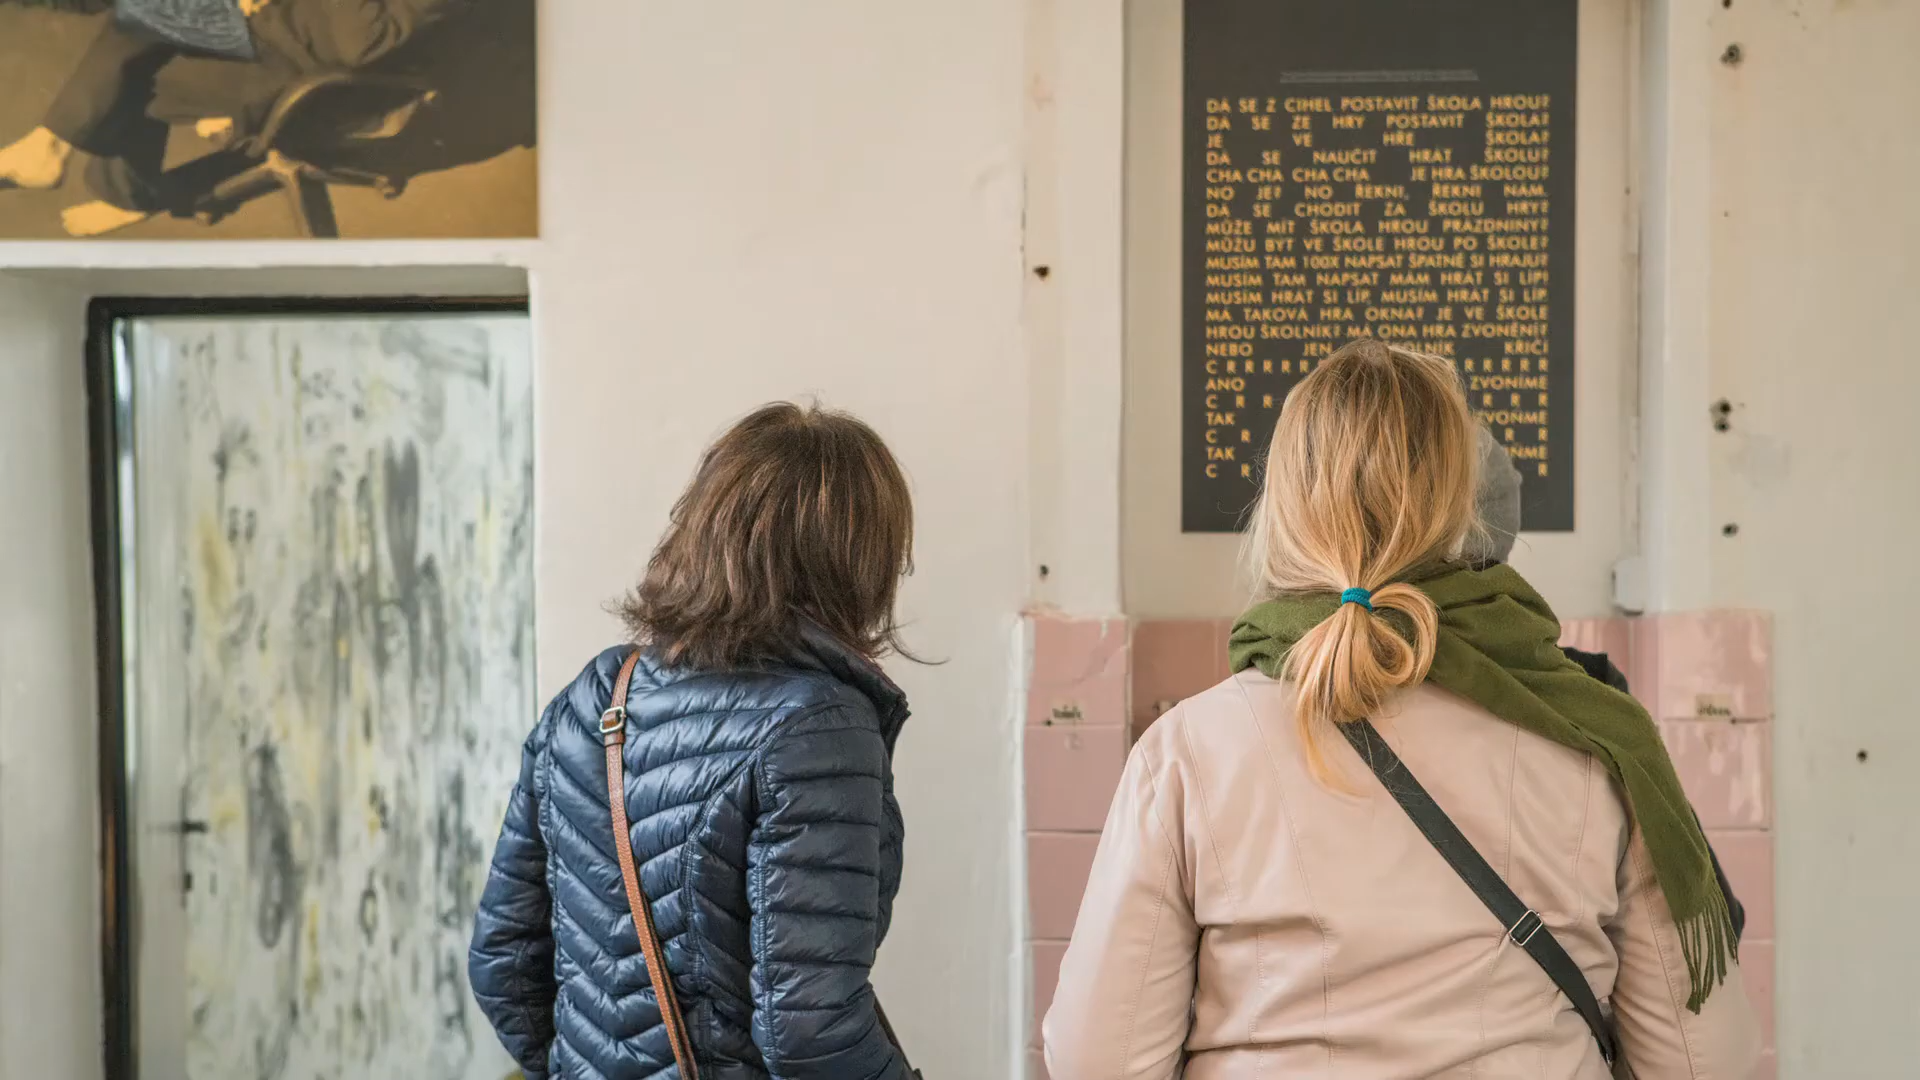 DÁ SE Z CIHEL POSTAVIT ŠKOLA HROU?
DÁ SE ZE HRY POSTAVIT ŠKOLA?
JE VE HŘE ŠKOLA?
DÁ SE NAUČIT HRÁT ŠKOLU?
CHA CHA CHA CHA JE HRA ŠKOLOU?
NO JE? NO ŘEKNI, ŘEKNI NÁM.
DÁ SE CHODIT ZA ŠKOLU HRY?
MŮŽE MÍT ŠKOLA HROU PRÁZDNINY?
MŮŽU BÝT VE ŠKOLE HROU PO ŠKOLE?
MUSÍM TAM 100X NAPSAT ŠPATNĚ SI HRAJU?
MUSÍM TAM NAPSAT MÁM HRÁT SI LÍP!
MUSÍM HRÁT SI LÍP, MUSÍM HRÁT SI LÍP
MÁ TAKOVÁ HRA OKNA? JE VE ŠKOLE
HROU ŠKOLNÍK? MÁ ONA HRA ZVONĚNÍ?
NEBO JEN ŠKOLNÍK KŘIČÍ
C R R R R R R R R R R
ANO ZVONÍME
C R R
TAK ZVOŇME
C R R R
TAK
C R R